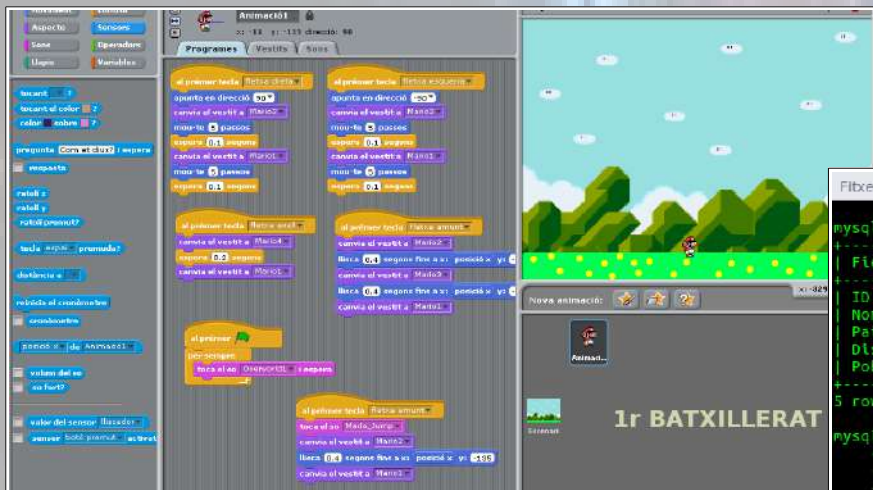 Aspecte Sensors
Sons Operadors
Llapis Variables
Animació1
direcció: 90
Programes Vestits Sons
tocant ?
tocant el color ?
color sobre ?
pregunta Com et dius? i espera
resposta
ratolí x
ratolí y
ratolí premut?
tecla espai premuda?
distància a
reinicia el cronòmetre
cronòmetre
posició x de Animació1
volum del so
so fort?
valor del sensor lliscador
sensor botó premut activat
al prémer tecla fletxa dreta
apunta en direcció 90
canvia el vestit a Mario2
mou-te 5 passos
espera 0.1 segons
canvia el vestit a Mario1
mou-te 5 passos
espera 0.1 segons
al prémer tecla fletxa esquerra
apunta en direcció -90
canvia el vestit a Mario2
mou-te 5 passos
espera 0.1 segons
canvia el vestit a Mario1
mou-te 5 passos
espera 0.1 segons
al prémer tecla fletxa avall
canvia el vestit a Mario4
espera segons
canvia el vestit a Mario1
al prémer tecla fletxa amunt
canvia el vestit a Mario2
llisca 0.4 segons fins a x: posició x y:
canvia el vestit a Mario3
llisca 0.4 segons fins a x: posició x y:
canvia el vestit a Mario1
al prémer
per sempre
toca el so i espera
al prémer tecla fletxa amunt
toca el so Mario_Jump
canvia el vestit a Mario2
llisca 0.4 segons fins a x: posició x y: -135
canvia el vestit a Mario1
Nova animació:
Animaci...
Escenari
1r BATXILLERAT
Fitxe
mysq
ID
5 row
mysq